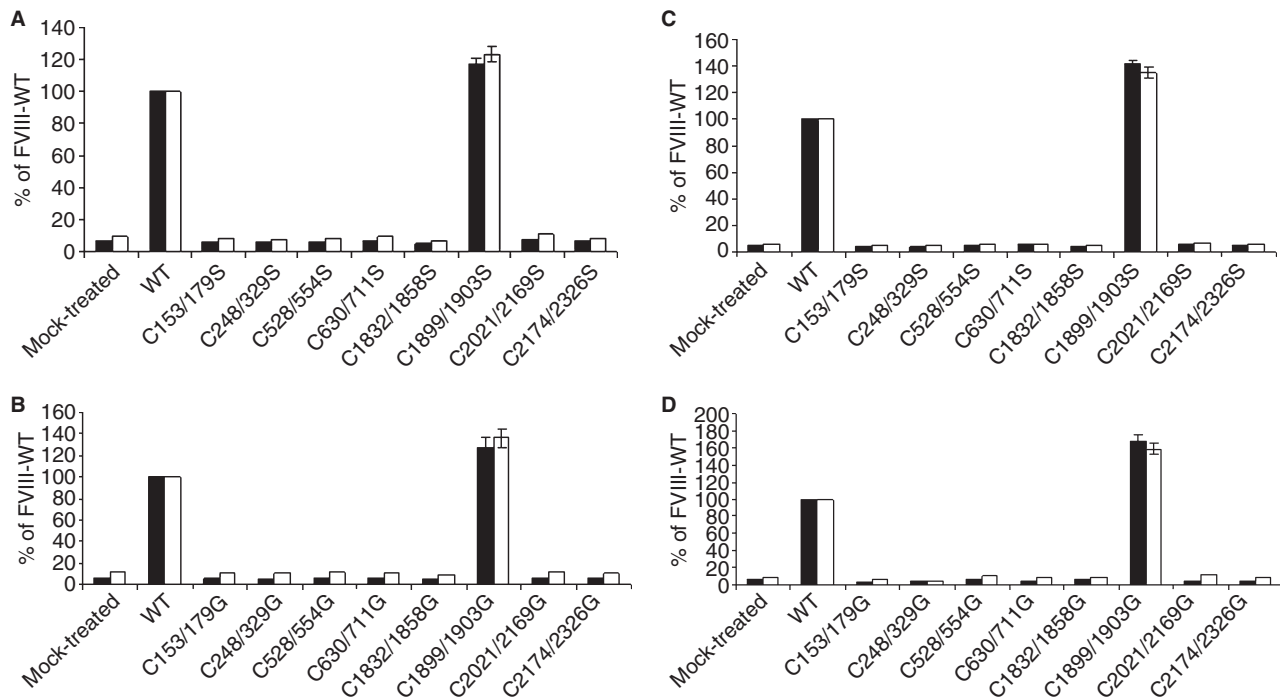 A
% of FVIII-WT
140
120
100
80
60
40
20
0
Mock-treated
WT
C153/179S
C248/329S
C528/554S
C630/711S
C1832/1858S
C1899/1903S
C2021/2169S
C2174/2326S
B
% of FVIII-WT
160
140
120
100
80
60
40
20
0
Mock-treated
WT
C153/179G
C248/329G
C528/554G
C630/711G
C1832/1858G
C1899/1903G
C2021/2169G
C2174/2326G
C
% of FVIII-WT
160
140
120
100
80
60
40
20
0
Mock-treated
WT
C153/179S
C248/329S
C528/554S
C630/711S
C1832/1858S
C1899/1903S
C2021/2169S
C2174/2326S
D
% of FVIII-WT
200
180
160
140
120
100
80
60
40
20
0
Mock-treated
WT
C153/179G
C248/329G
C528/554G
C630/711G
C1832/1858G
C1899/1903G
C2021/2169G
C2174/2326G